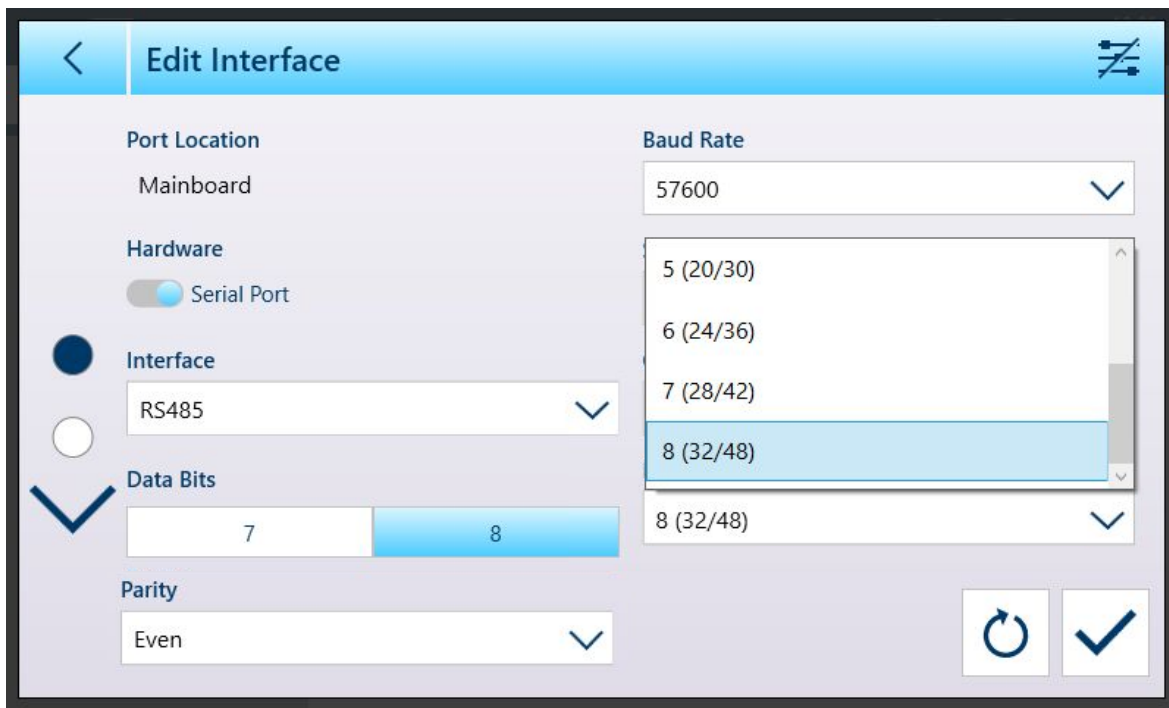 Edit Interface
Port Location
Mainboard
Hardware
Serial Port
Interface
RS485
Data Bits
7 8
Parity
Even
Baud Rate
57600
5 (20/30)
6 (24/36)
7 (28/42)
8 (32/48)
8 (32/48)